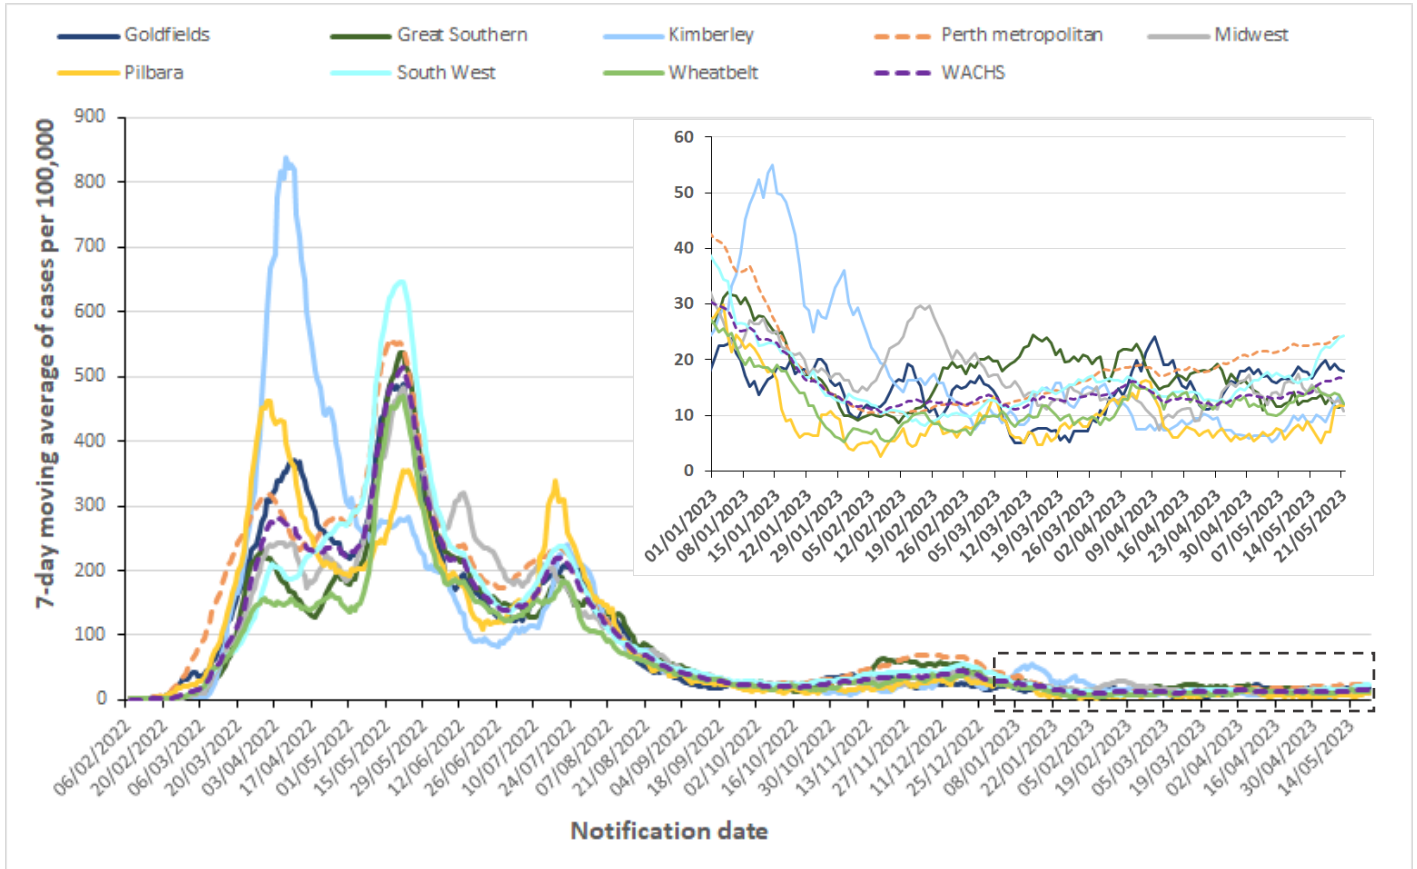 Goldfields Great Southern Kimberley Perth metropolitan Midwest
Pilbara South West Wheatbelt WACHS
7-day moving average of cases per 100,000
900
800
700
600
500
400
300
200
100
0
06/02/2022 20/02/2022 06/03/2022 20/03/2022 03/04/2022 17/04/2022 01/05/2022 15/05/2022 29/05/2022 12/06/2022 26/06/2022 10/07/2022 24/07/2022 07/08/2022 21/08/2022 04/09/2022 18/09/2022 02/10/2022 16/10/2022 30/10/2022 13/11/2022 27/11/2022 11/12/2022 25/12/2022 08/01/2023 22/01/2023 05/02/2023 19/02/2023 05/03/2023 19/03/2023 02/04/2023 16/04/2023 30/04/2023 14/05/2023
Notification date
60
50
40
30
20
10
0
01/01/2023 08/01/2023 15/01/2023 22/01/2023 29/01/2023 05/02/2023 12/02/2023 19/02/2023 26/02/2023 05/03/2023 12/03/2023 19/03/2023 26/03/2023 02/04/2023 09/04/2023 16/04/2023 23/04/2023 30/04/2023 07/05/2023 14/05/2023 21/05/2023